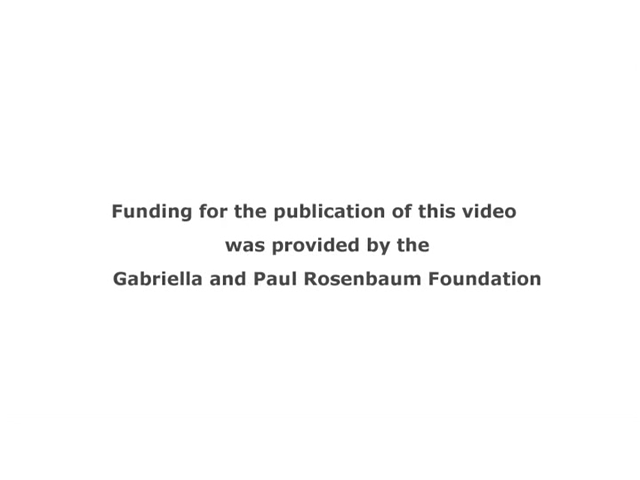 Funding for the publication of this video
was provided by the
Gabriella and Paul Rosenbaum Foundation